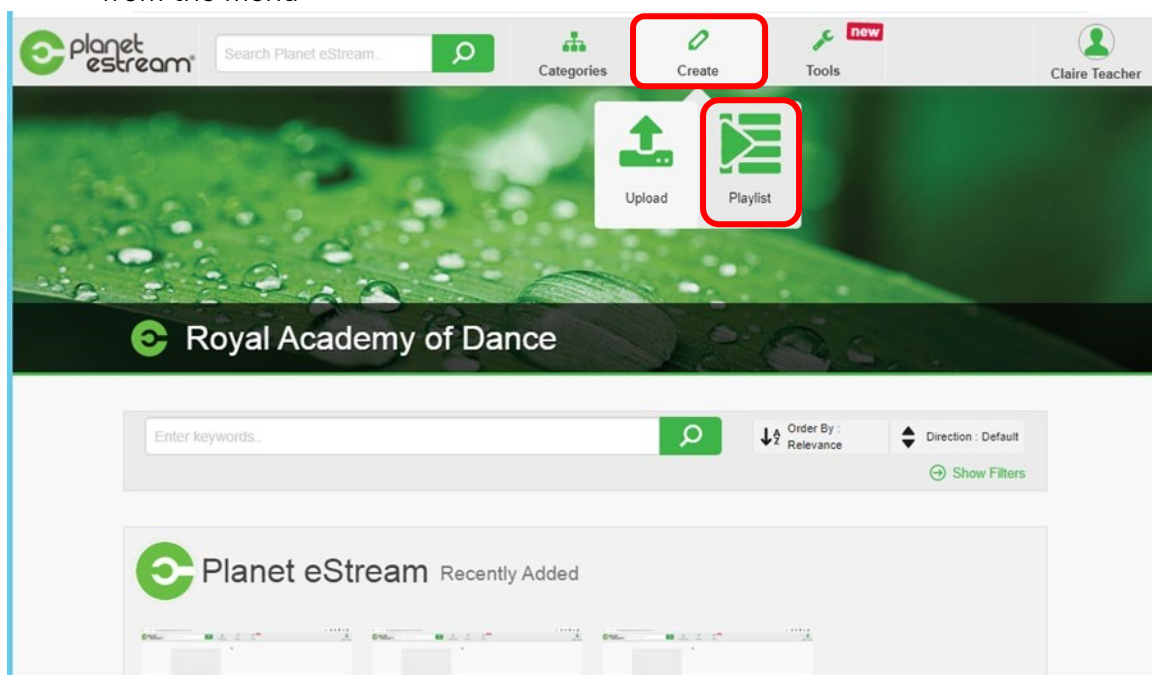 from the menu
planet
estream
Search Planet eStream..
Categories
Create
Tools
new
Claire Teacher
Upload
Playlist
Royal Academy of Dance
Enter keywords..
A
Z
Order By :
Relevance
Direction : Default
Show Filters
Planet eStream Recently Added